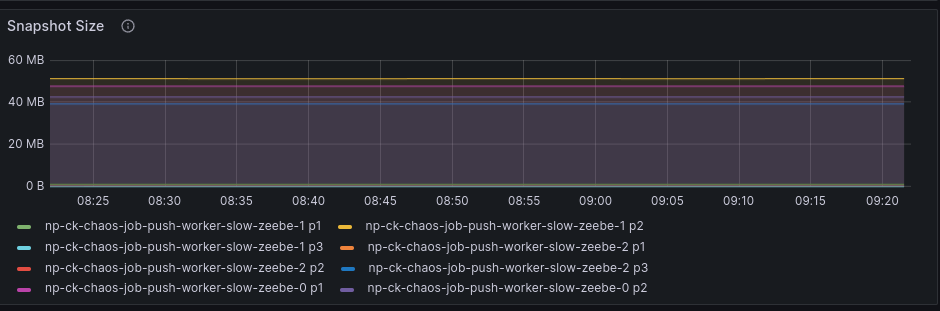 Snapshot Size
60 MB
40 MB
20 MB
0 B
08:25 08:30 08:35 08:40 08:45 08:50 08:55 09:00 09:05 09:10 09:15 09:20
np-ck-chaos-job-push-worker-slow-zeebe-1 p1 np-ck-chaos-job-push-worker-slow-zeebe-1 p2
np-ck-chaos-job-push-worker-slow-zeebe-1 p3 np-ck-chaos-job-push-worker-slow-zeebe-2 p1
np-ck-chaos-job-push-worker-slow-zeebe-2 p2 np-ck-chaos-job-push-worker-slow-zeebe-2 p3
np-ck-chaos-job-push-worker-slow-zeebe-0 p1 np-ck-chaos-job-push-worker-slow-zeebe-0 p2